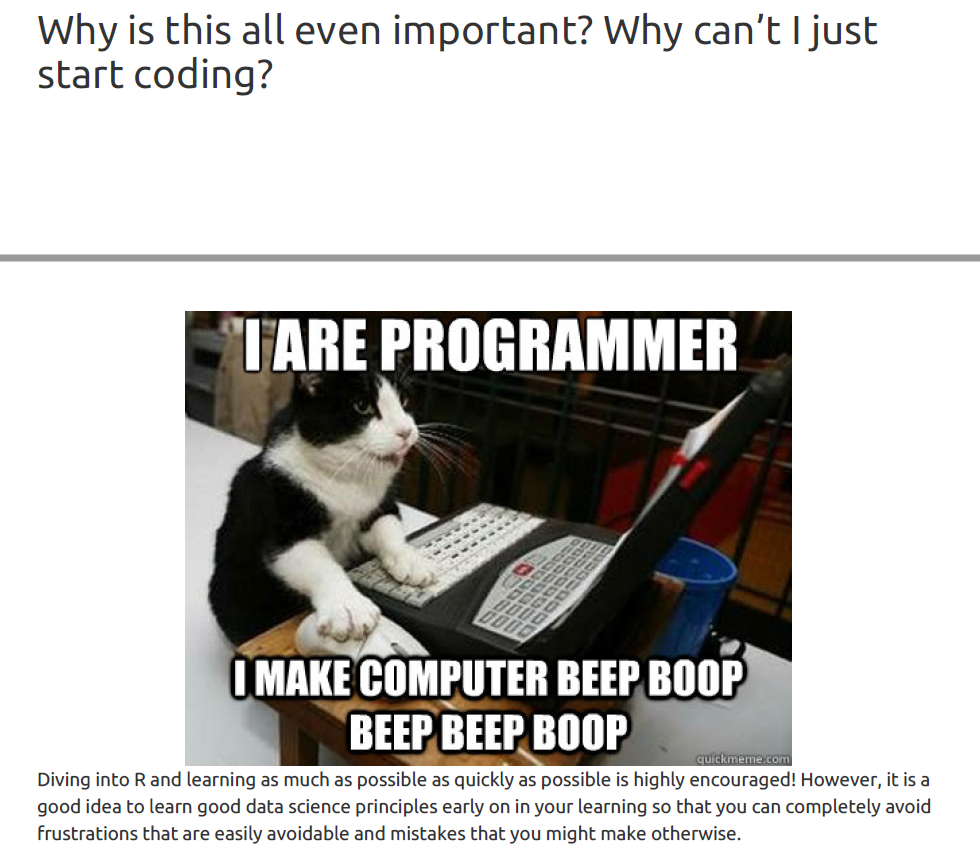 Why is this all even important? Why can’t I just
start coding?
I ARE PROGRAMMER
I MAKE COMPUTER BEEP BOOP
BEEP BEEP BOOP
quickmeme.com
Diving into R and learning as much as possible as quickly as possible is highly encouraged! However, it is a
good idea to learn good data science principles early on in your learning so that you can completely avoid
frustrations that are easily avoidable and mistakes that you might make otherwise.